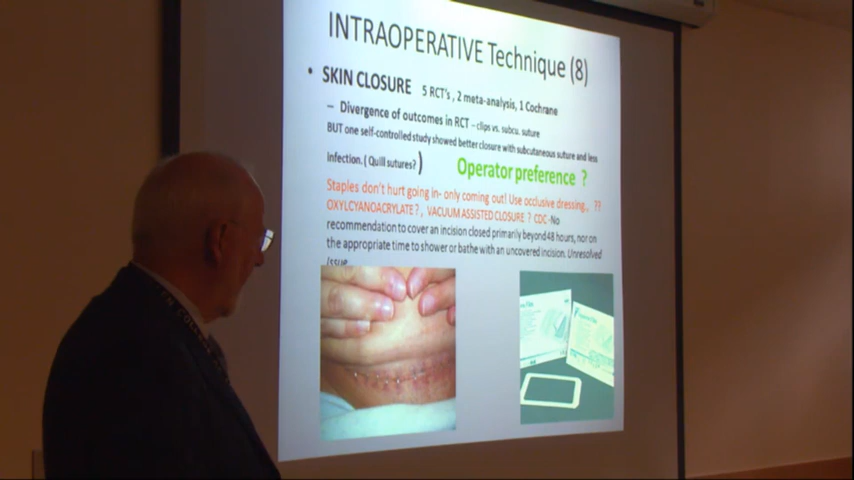 INTRAOPERATIVE Technique (8)
• SKIN CLOSURE 5 RCT's , 2 meta-analysis, 1 Cochrane
– Divergence of outcomes in RCT – clips vs. subcu. suture
BUT one self-controlled study showed better closure with subcutaneous suture and less
infection. ( Quill sutures? )
Operator preference ?
Staples don't hurt going in- only coming out! Use occlusive dressing.. ??
OXYLCYANOACRYLATE ? , VACUUM ASSISTED CLOSURE ? CDC -No
recommendation to cover an incision closed primarily beyond 48 hours, nor on
the appropriate time to shower or bathe with an uncovered incision. Unresolved
Issue